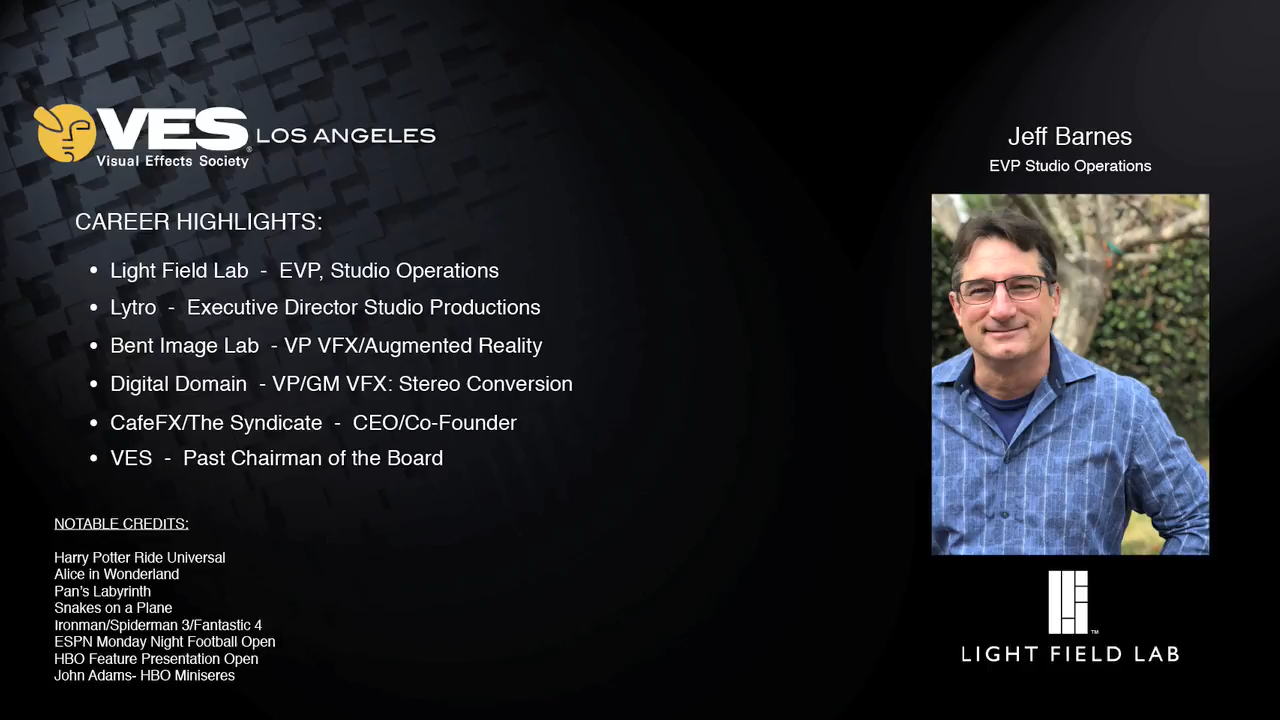 VES LOS ANGELES
Visual Effects Society®
CAREER HIGHLIGHTS:
• Light Field Lab - EVP, Studio Operations
• Lytro - Executive Director Studio Productions
• Bent Image Lab - VP VFX/Augmented Reality
• Digital Domain - VP/GM VFX: Stereo Conversion
• CafeFX/The Syndicate - CEO/Co-Founder
• VES - Past Chairman of the Board
NOTABLE CREDITS:
Harry Potter Ride Universal
Alice in Wonderland
Pan's Labyrinth
Snakes on a Plane
Ironman/Spiderman 3/Fantastic 4
ESPN Monday Night Football Open
HBO Feature Presentation Open
John Adams- HBO Miniseres
Jeff Barnes
EVP Studio Operations
TM
LIGHT FIELD LAB